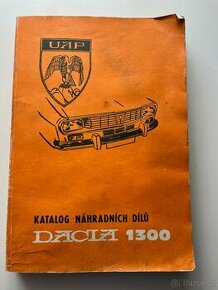 UAP
KATALOG NÁHRADNÍCH DÍLŮ
DACIA 1300